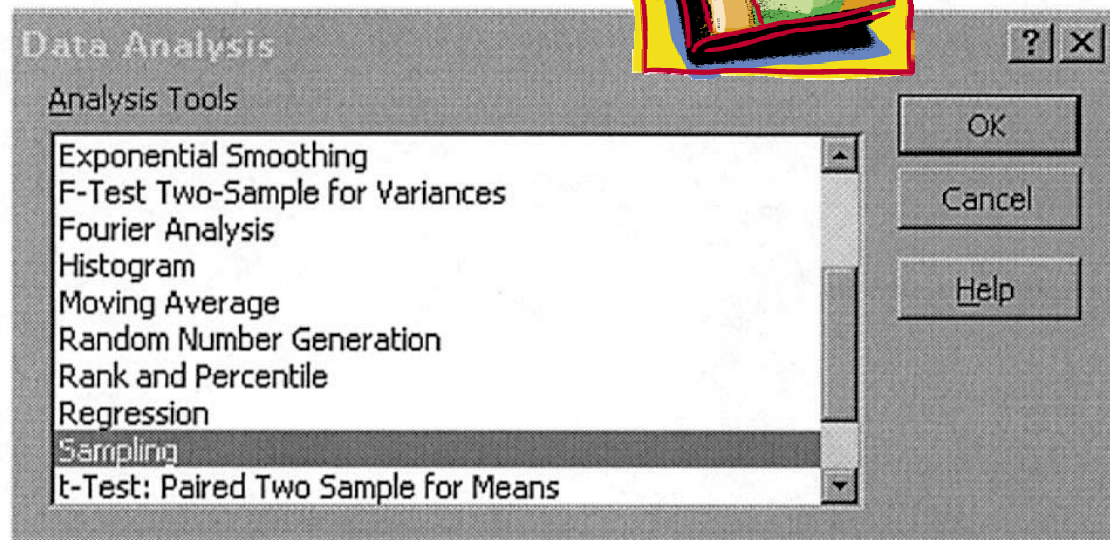 Data Analysis
? X
Analysis Tools
Exponential Smoothing
F-Test Two-Sample for Variances
Fourier Analysis
Histogram
Moving Average
Random Number Generation
Rank and Percentile
Regression
Sampling
t-Test: Paired Two Sample for Means
OK
Cancel
Help